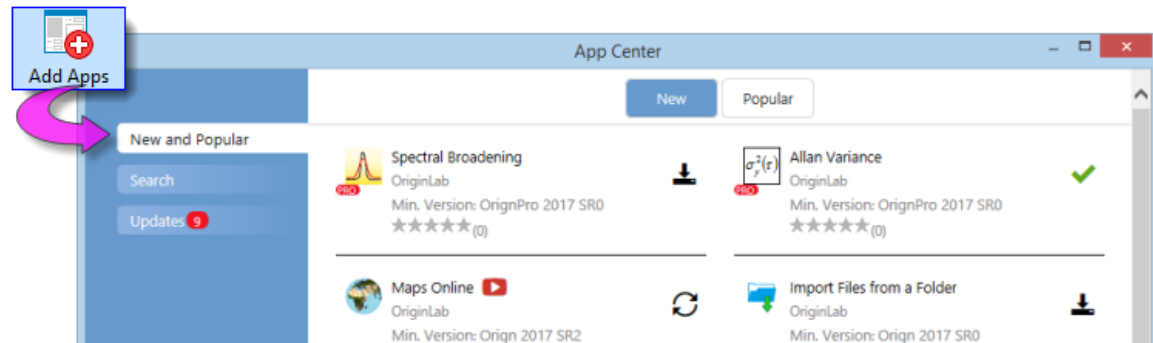 Add Apps
App Center
New and Popular
Search
Updates 9
New Popular
Spectral Broadening
OriginLab
PRO
Min. Version: OrignPro 2017 SR0
(0)
σ²y(τ)
Allan Variance
OriginLab
PRO
Min. Version: OrignPro 2017 SR0
(0)
Maps Online
OriginLab
Min. Version: Orign 2017 SR2
Import Files from a Folder
OriginLab
Min. Version: Orign 2017 SR0